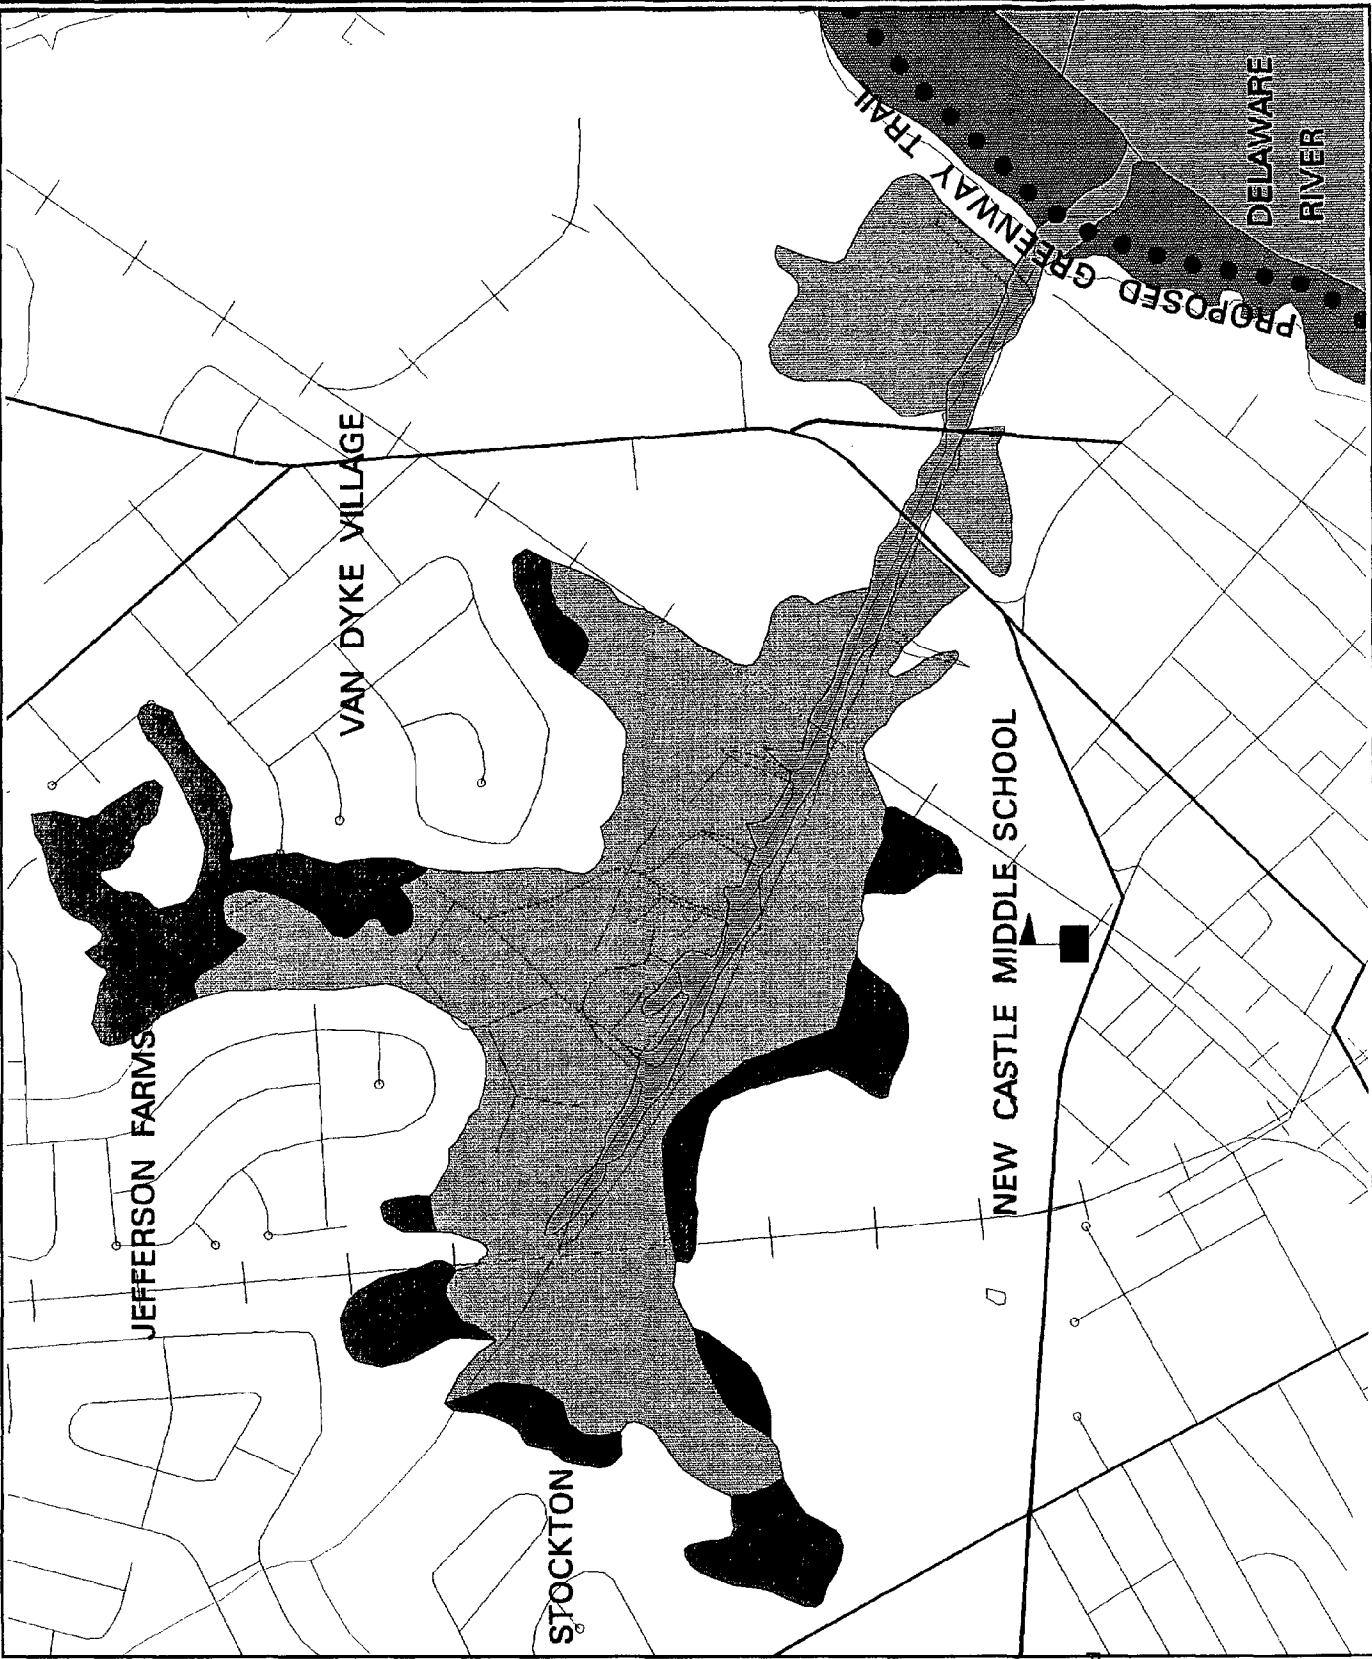 JEFFERSON FARMS
VAN DYKE VILLAGE
STOCKTON
NEW CASTLE MIDDLE SCHOOL
PROPOSED GREENWAY TRAIL
DELAWARE
RIVER